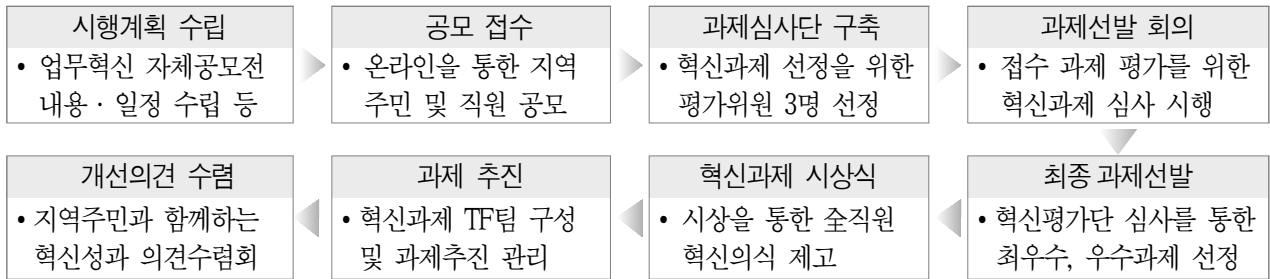 시행계획 수립
• 업무혁신 자체공모전
내용 · 일정 수립 등
공모 접수
• 온라인을 통한 지역
주민 및 직원 공모
과제심사단 구축
• 혁신과제 선정을 위한
평가위원 3명 선정
과제선발 회의
• 접수 과제 평가를 위한
혁신과제 심사 시행
최종 과제선발
• 혁신평가단 심사를 통한
최우수, 우수과제 선정
혁신과제 시상식
• 시상을 통한 全직원
혁신의식 제고
과제 추진
• 혁신과제 TF팀 구성
및 과제추진 관리
개선의견 수렴
• 지역주민과 함께하는
혁신성과 의견수렴회